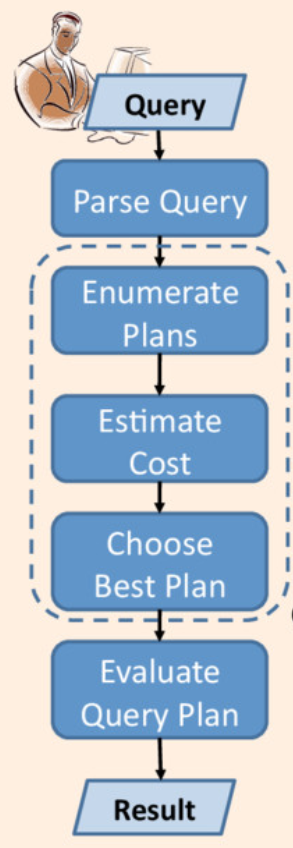 Query
Parse Query
Enumerate
Plans
Estimate
Cost
Choose
Best Plan
Evaluate
Query Plan
Result